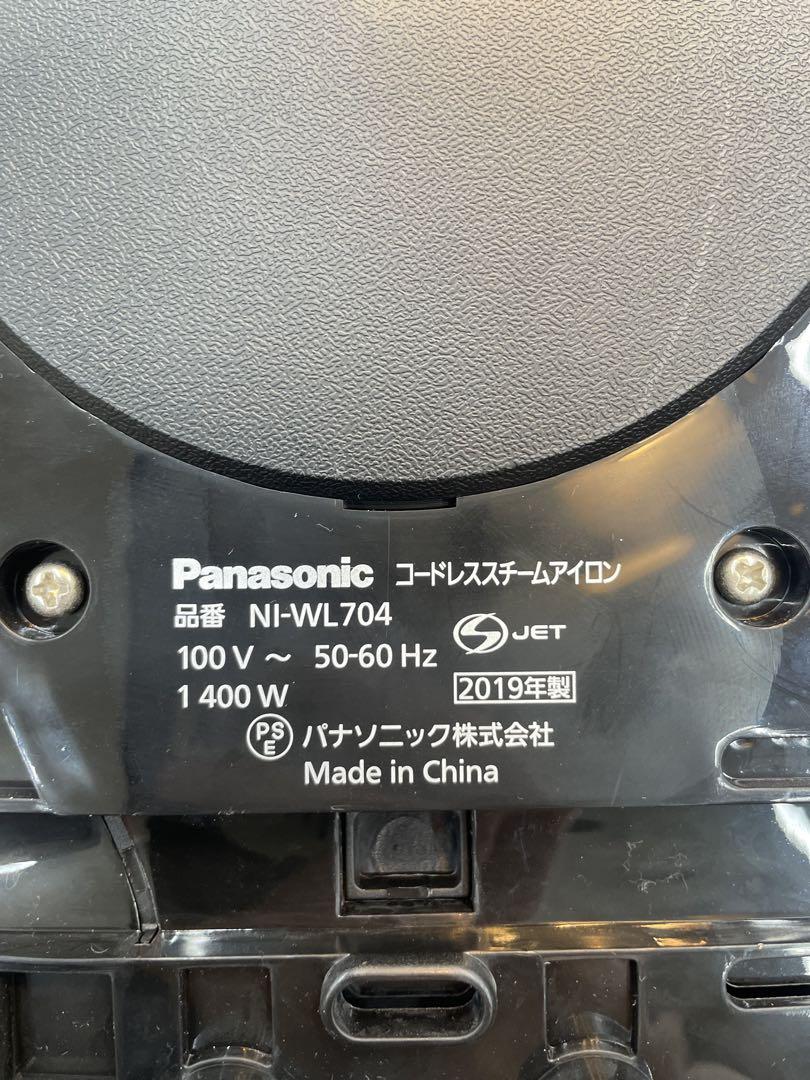 Panasonic コードレススチームアイロン
品番 NI-WL704
100 V ～ 50-60 Hz
S JET
1 400 W
2019年製
PSE パナソニック株式会社
Made in China